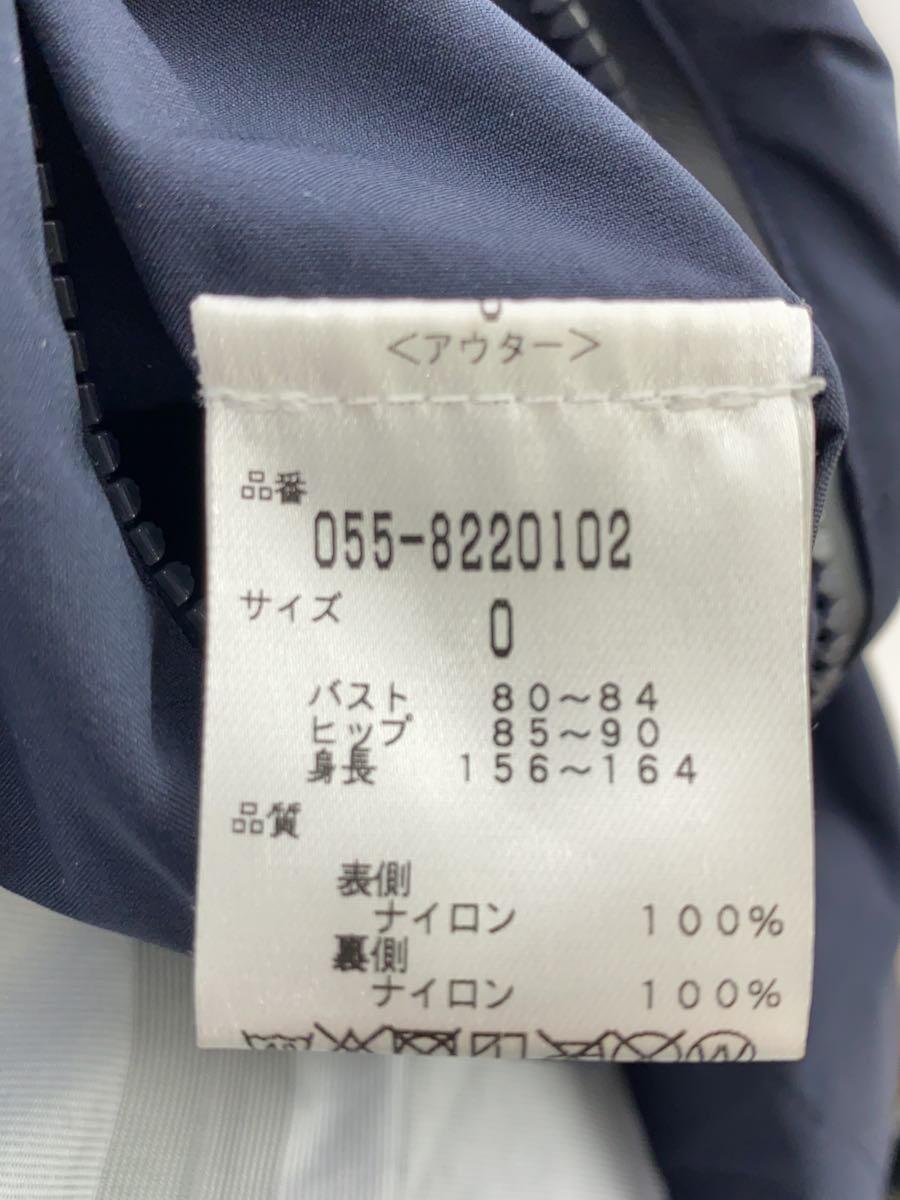 <アウター>
品番
055-8220102
サイズ
0
バスト 80~84
ヒップ 85~90
身長 156~164
品質
表側
ナイロン 100%
裏側
ナイロン 100%